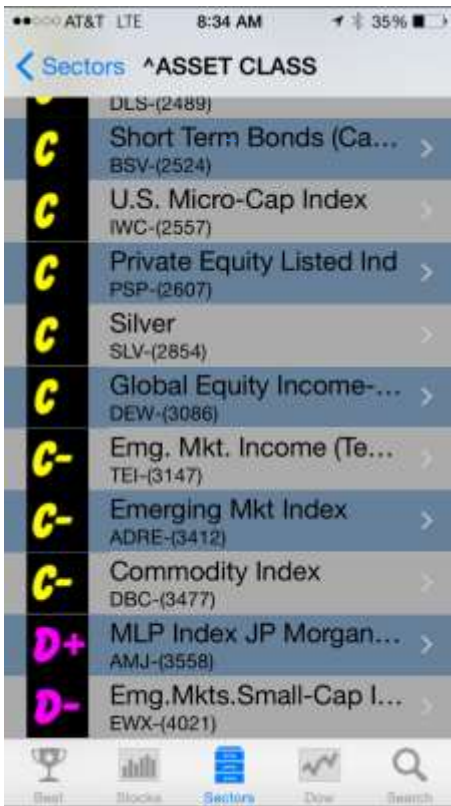 AT&T LTE 8:34 AM 35%
Sectors ^ASSET CLASS
DLS-(2489)
C Short Term Bonds (Ca...
BSV-(2524)
C U.S. Micro-Cap Index
IWC-(2557)
C Private Equity Listed Ind
PSP-(2607)
C Silver
SLV-(2854)
C Global Equity Income-...
DEW-(3086)
C- Emg. Mkt. Income (Te...
TEI-(3147)
C- Emerging Mkt Index
ADRE-(3412)
C- Commodity Index
DBC-(3477)
D+ MLP Index JP Morgan...
AMJ-(3558)
D- Emg.Mkts.Small-Cap I...
EWX-(4021)
Best Stocks Sectors Dow Search